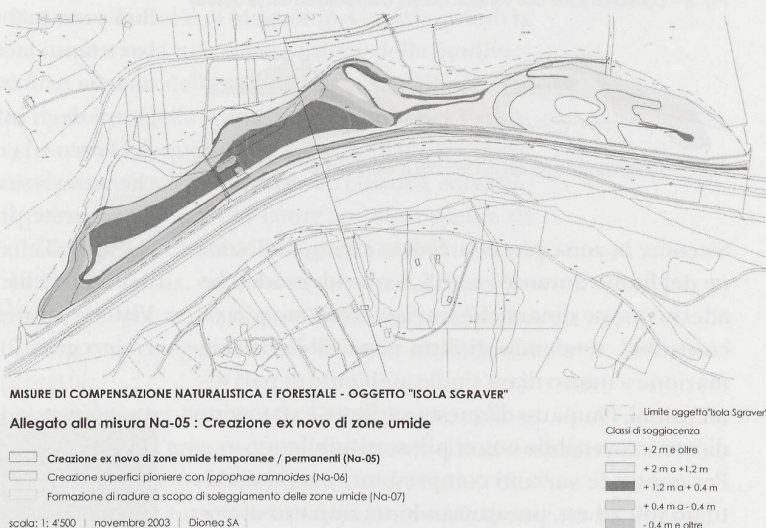 MISURE DI COMPENSAZIONE NATURALISTICA E FORESTALE - OGGETTO "ISOLA SGRAVER"
Allegato alla misura Na-05 : Creazione ex novo di zone umide
Creazione ex novo di zone umide temporanee / permanenti (Na-05)
Creazione superfici pioniere con Ippophae ramnoides (Na-06)
Formazione di radure a scopo di soleggiamento delle zone umide (Na-07)
scala: 1: 4'500 | novembre 2003 | Dionea SA |
Limite oggetto"Isola Sgraver"
Classi di soggiacenza
+ 2 m e oltre
+ 2 m a +1,2 m
+ 1,2 m a + 0,4 m
+ 0,4 m a - 0,4 m
- 0,4 m e oltre